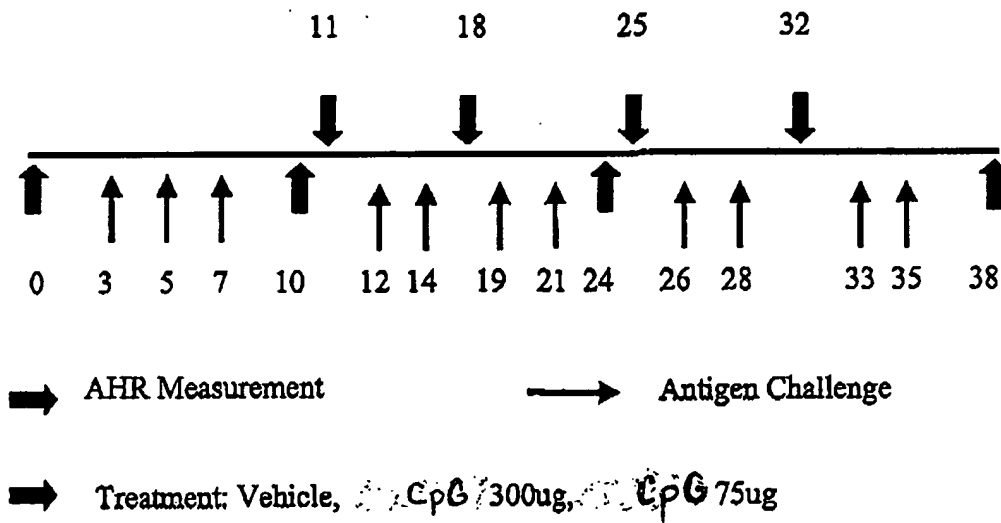 11 18 25 32
0 3 5 7 10 12 14 19 21 24 26 28 33 35 38
AHR Measurement Antigen Challenge
Treatment: Vehicle, CpG 300ug, CpG 75ug